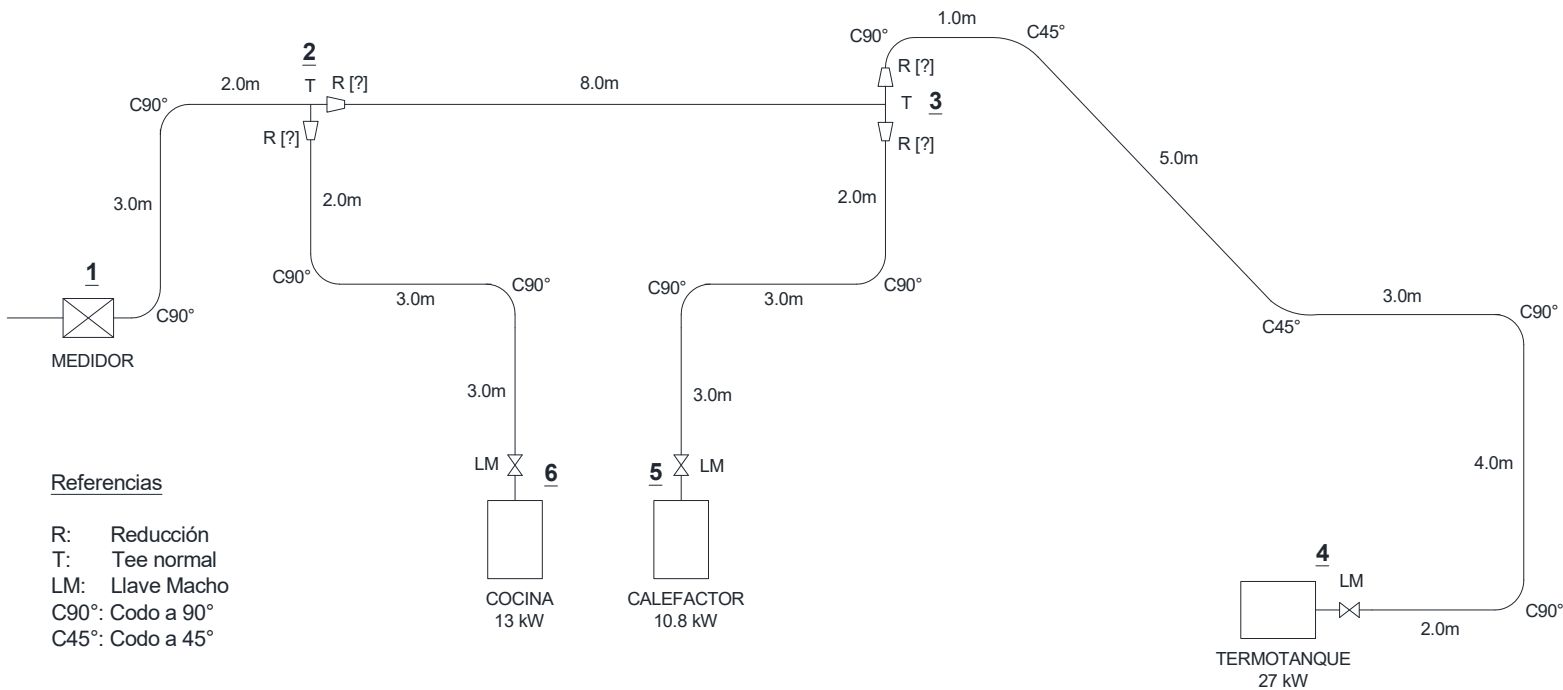 1.0m
C90°
C45°
R [?]
2
2.0m
T
R [?]
8.0m
T
3
C90°
R [?]
R [?]
5.0m
3.0m
2.0m
2.0m
1
C90°
C90°
C90°
C90°
C90°
3.0m
3.0m
3.0m
C90°
C45°
MEDIDOR
3.0m
3.0m
LM
6
5
LM
4.0m
Referencias
R: Reducción
T: Tee normal
LM: Llave Macho
C90°: Codo a 90°
C45°: Codo a 45°
COCINA
13 kW
CALEFACTOR
10.8 kW
4
LM
C90°
2.0m
TERMOTANQUE
27 kW